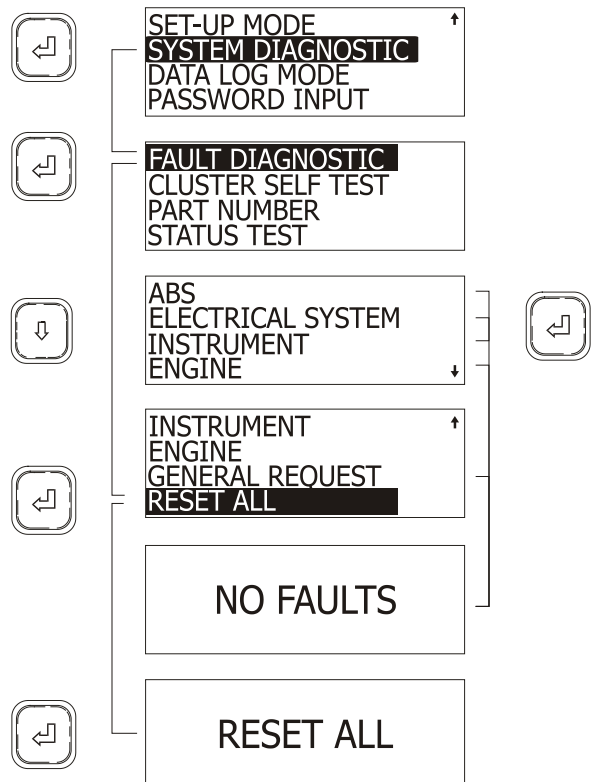 SET-UP MODE
SYSTEM DIAGNOSTIC
DATA LOG MODE
PASSWORD INPUT
FAULT DIAGNOSTIC
CLUSTER SELF TEST
PART NUMBER
STATUS TEST
ABS
ELECTRICAL SYSTEM
INSTRUMENT
ENGINE
INSTRUMENT
ENGINE
GENERAL REQUEST
RESET ALL
NO FAULTS
RESET ALL